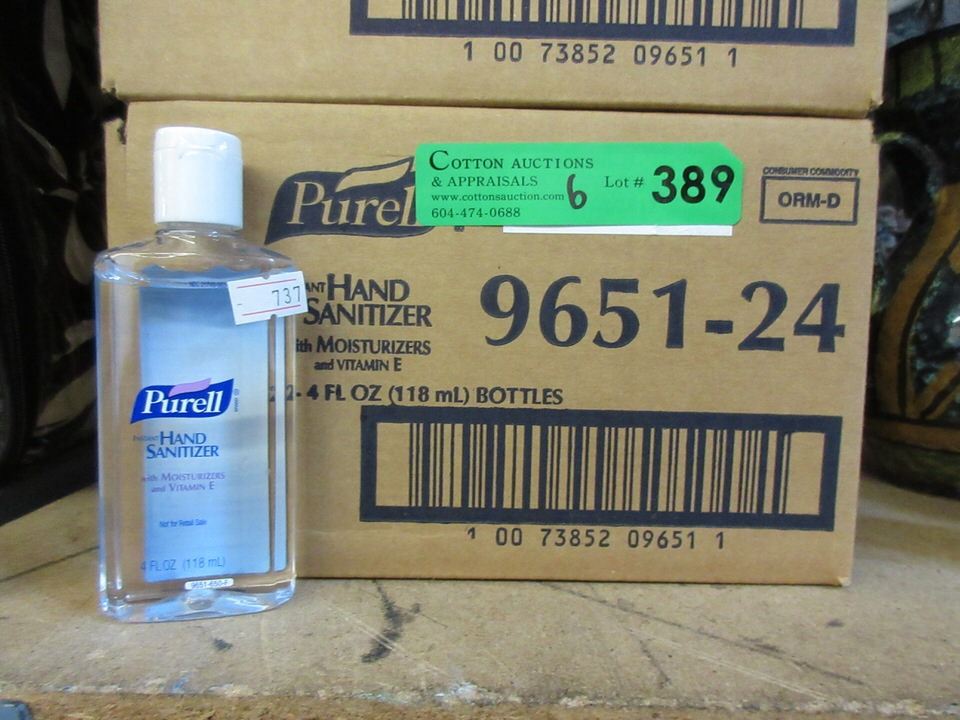 1 00 73852 09651 1
Purell
COTTON AUCTIONS
& APPRAISALS
www.cottonsauction.com
604-474-0688
6
Lot # 389
CONSUMER COMMODITY
ORM-D
HAND
SANITIZER
with MOISTURIZERS
and VITAMIN E
4 FL OZ (118 mL) BOTTLES
9651-24
1 00 73852 09651 1
- 737
Purell
INSTANT HAND
SANITIZER
with MOISTURIZERS
and VITAMIN E
Not for Retail Sale
4 FL OZ (118 mL)
9651-650-F